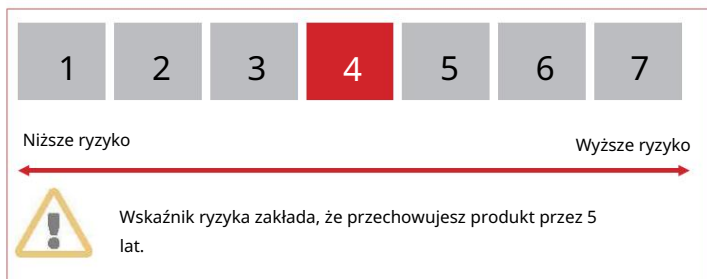 1 2 3 4 5 6 7
Niższe ryzyko Wyższe ryzyko
Wskaźnik ryzyka zakłada, że przechowujesz produkt przez 5
lat.